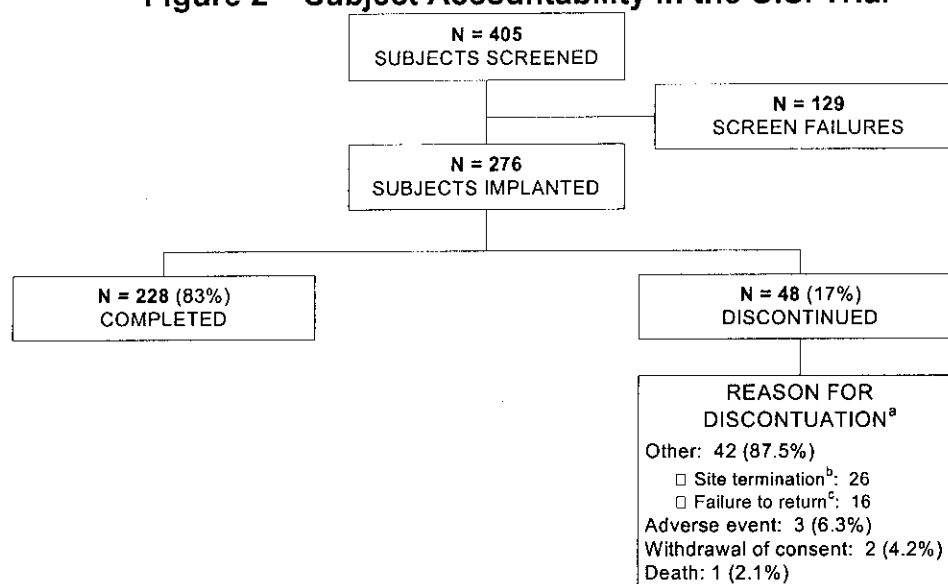 Figure 2 – Subject Accountability in the U.S. Trial
N = 405
SUBJECTS SCREENED
N = 129
SCREEN FAILURES
N = 276
SUBJECTS IMPLANTED
N = 228 (83%)
COMPLETED
N = 48 (17%)
DISCONTINUED
REASON FOR
DISCONTUATIONᵃ
Other: 42 (87.5%)
□ Site terminationᵇ: 26
□ Failure to returnᶜ: 16
Adverse event: 3 (6.3%)
Withdrawal of consent: 2 (4.2%)
Death: 1 (2.1%)